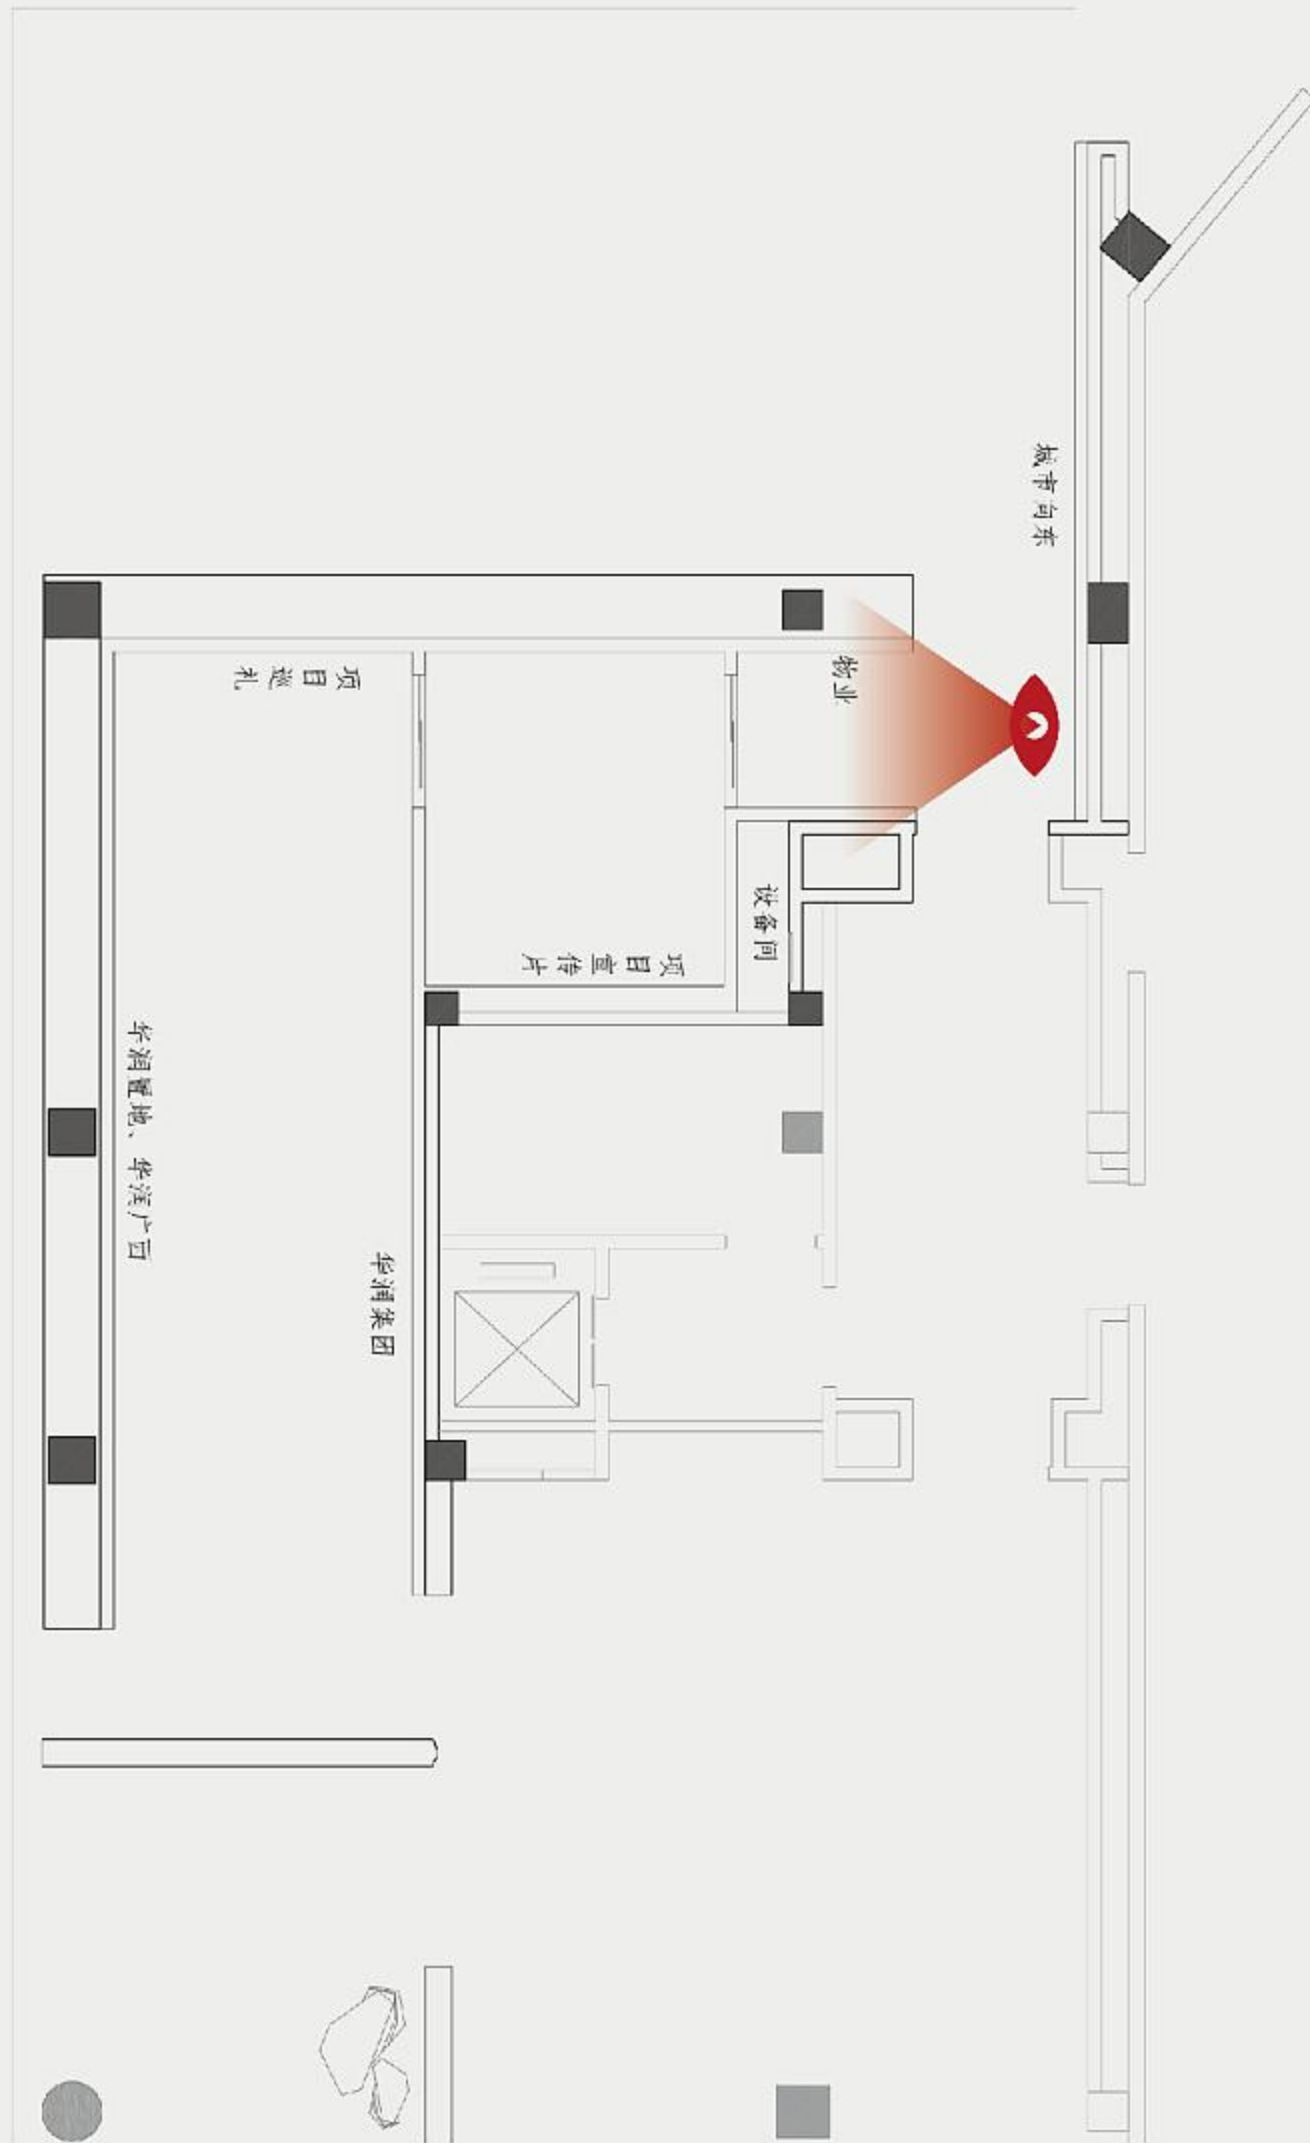 城市向东
物业
项目巡礼
设备间
项目宣传片
华润置地、华润广西
华润集团